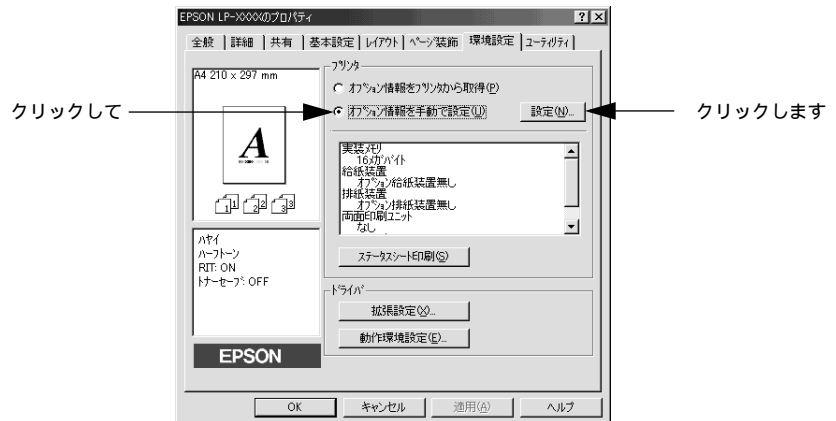 EPSON LP-XXXXのプロパティ
全般 詳細 共有 基本設定 レイアウト ページ装飾 環境設定 ユーティリティ
A4 210 x 297 mm
A
1 1 2 2 3 3
ハヤイ
ハーフトーン
RIT: ON
トナーセーブ: OFF
EPSON
プリンタ
オプション情報をプリンタから取得(P)
クリックして
オプション情報を手動で設定(U)
設定(N)...
クリックします
実装メモリ
16メガバイト
給紙装置
オプション給紙装置無し
排紙装置
オプション排紙装置無し
両面印刷ユニット
なし
ステータスシート印刷(S)
ドライバ
拡張設定(X)...
動作環境設定(E)...
OK キャンセル 適用(A) ヘルプ